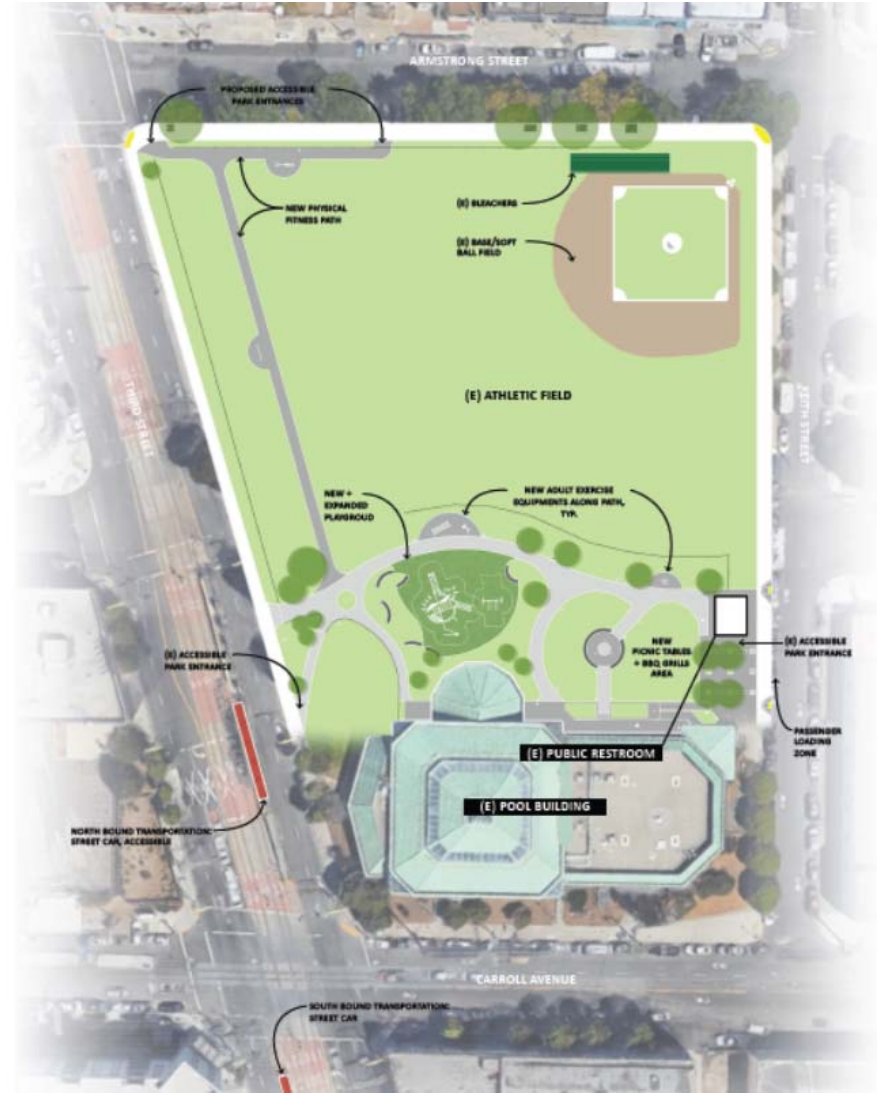 ARMSTRONG STREET
PROPOSED ACCESSIBLE
PARK ENTRANCES
NEW PHYSICAL
FITNESS PATH
(E) BLEACHERS
(E) BASE/SOFT
BALL FIELD
THIRD STREET
KEITH STREET
(E) ATHLETIC FIELD
NEW +
EXPANDED
PLAYGROUD
NEW ADULT EXERCISE
EQUIPMENTS ALONG PATH,
TYP.
(E) ACCESSIBLE
PARK ENTRANCE
NEW
PICNIC TABLES
+ BBQ GRILLS
AREA
(E) ACCESSIBLE
PARK ENTRANCE
PASSENGER
LOADING
ZONE
(E) PUBLIC RESTROOM
(E) POOL BUILDING
NORTH BOUND TRANSPORTATION:
STREET CAR, ACCESSIBLE
CARROLL AVENUE
SOUTH BOUND TRANSPORTATION:
STREET CAR